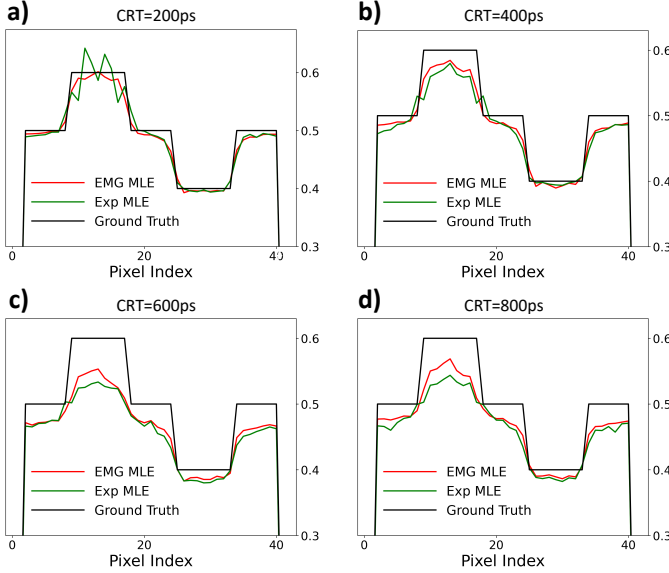 a)
CRT=200ps
0.6
0.5
0.4
0.3
EMG MLE
Exp MLE
Ground Truth
0
20
40
Pixel Index
b)
CRT=400ps
0.6
0.5
0.4
0.3
EMG MLE
Exp MLE
Ground Truth
0
20
40
Pixel Index
c)
CRT=600ps
0.6
0.5
0.4
0.3
EMG MLE
Exp MLE
Ground Truth
0
20
40
Pixel Index
d)
CRT=800ps
0.6
0.5
0.4
0.3
EMG MLE
Exp MLE
Ground Truth
0
20
40
Pixel Index